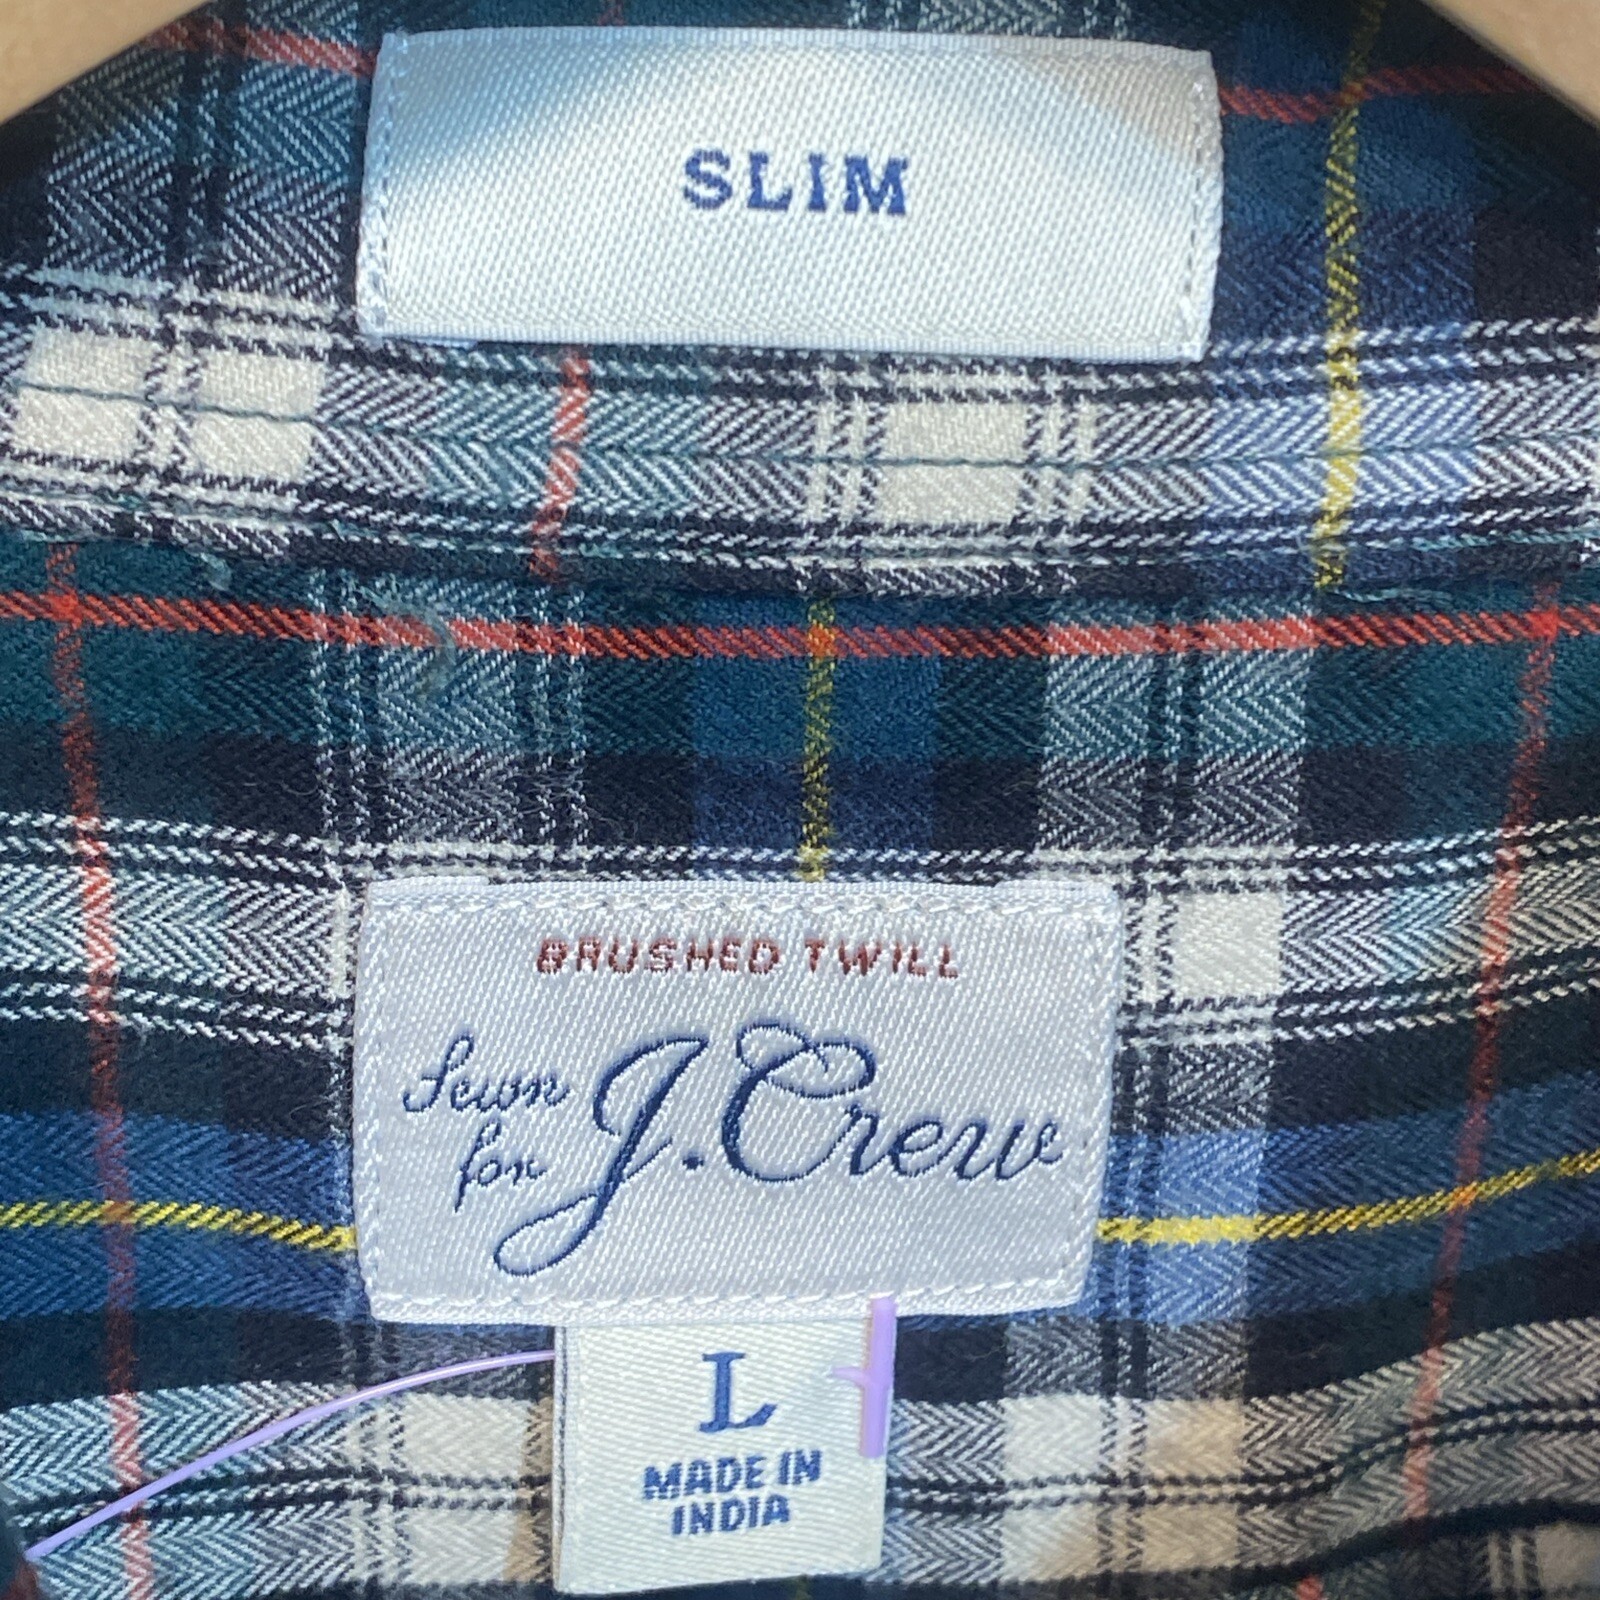 SLIM
BRUSHED TWILL
Sewn for J.Crew
L
MADE IN
INDIA